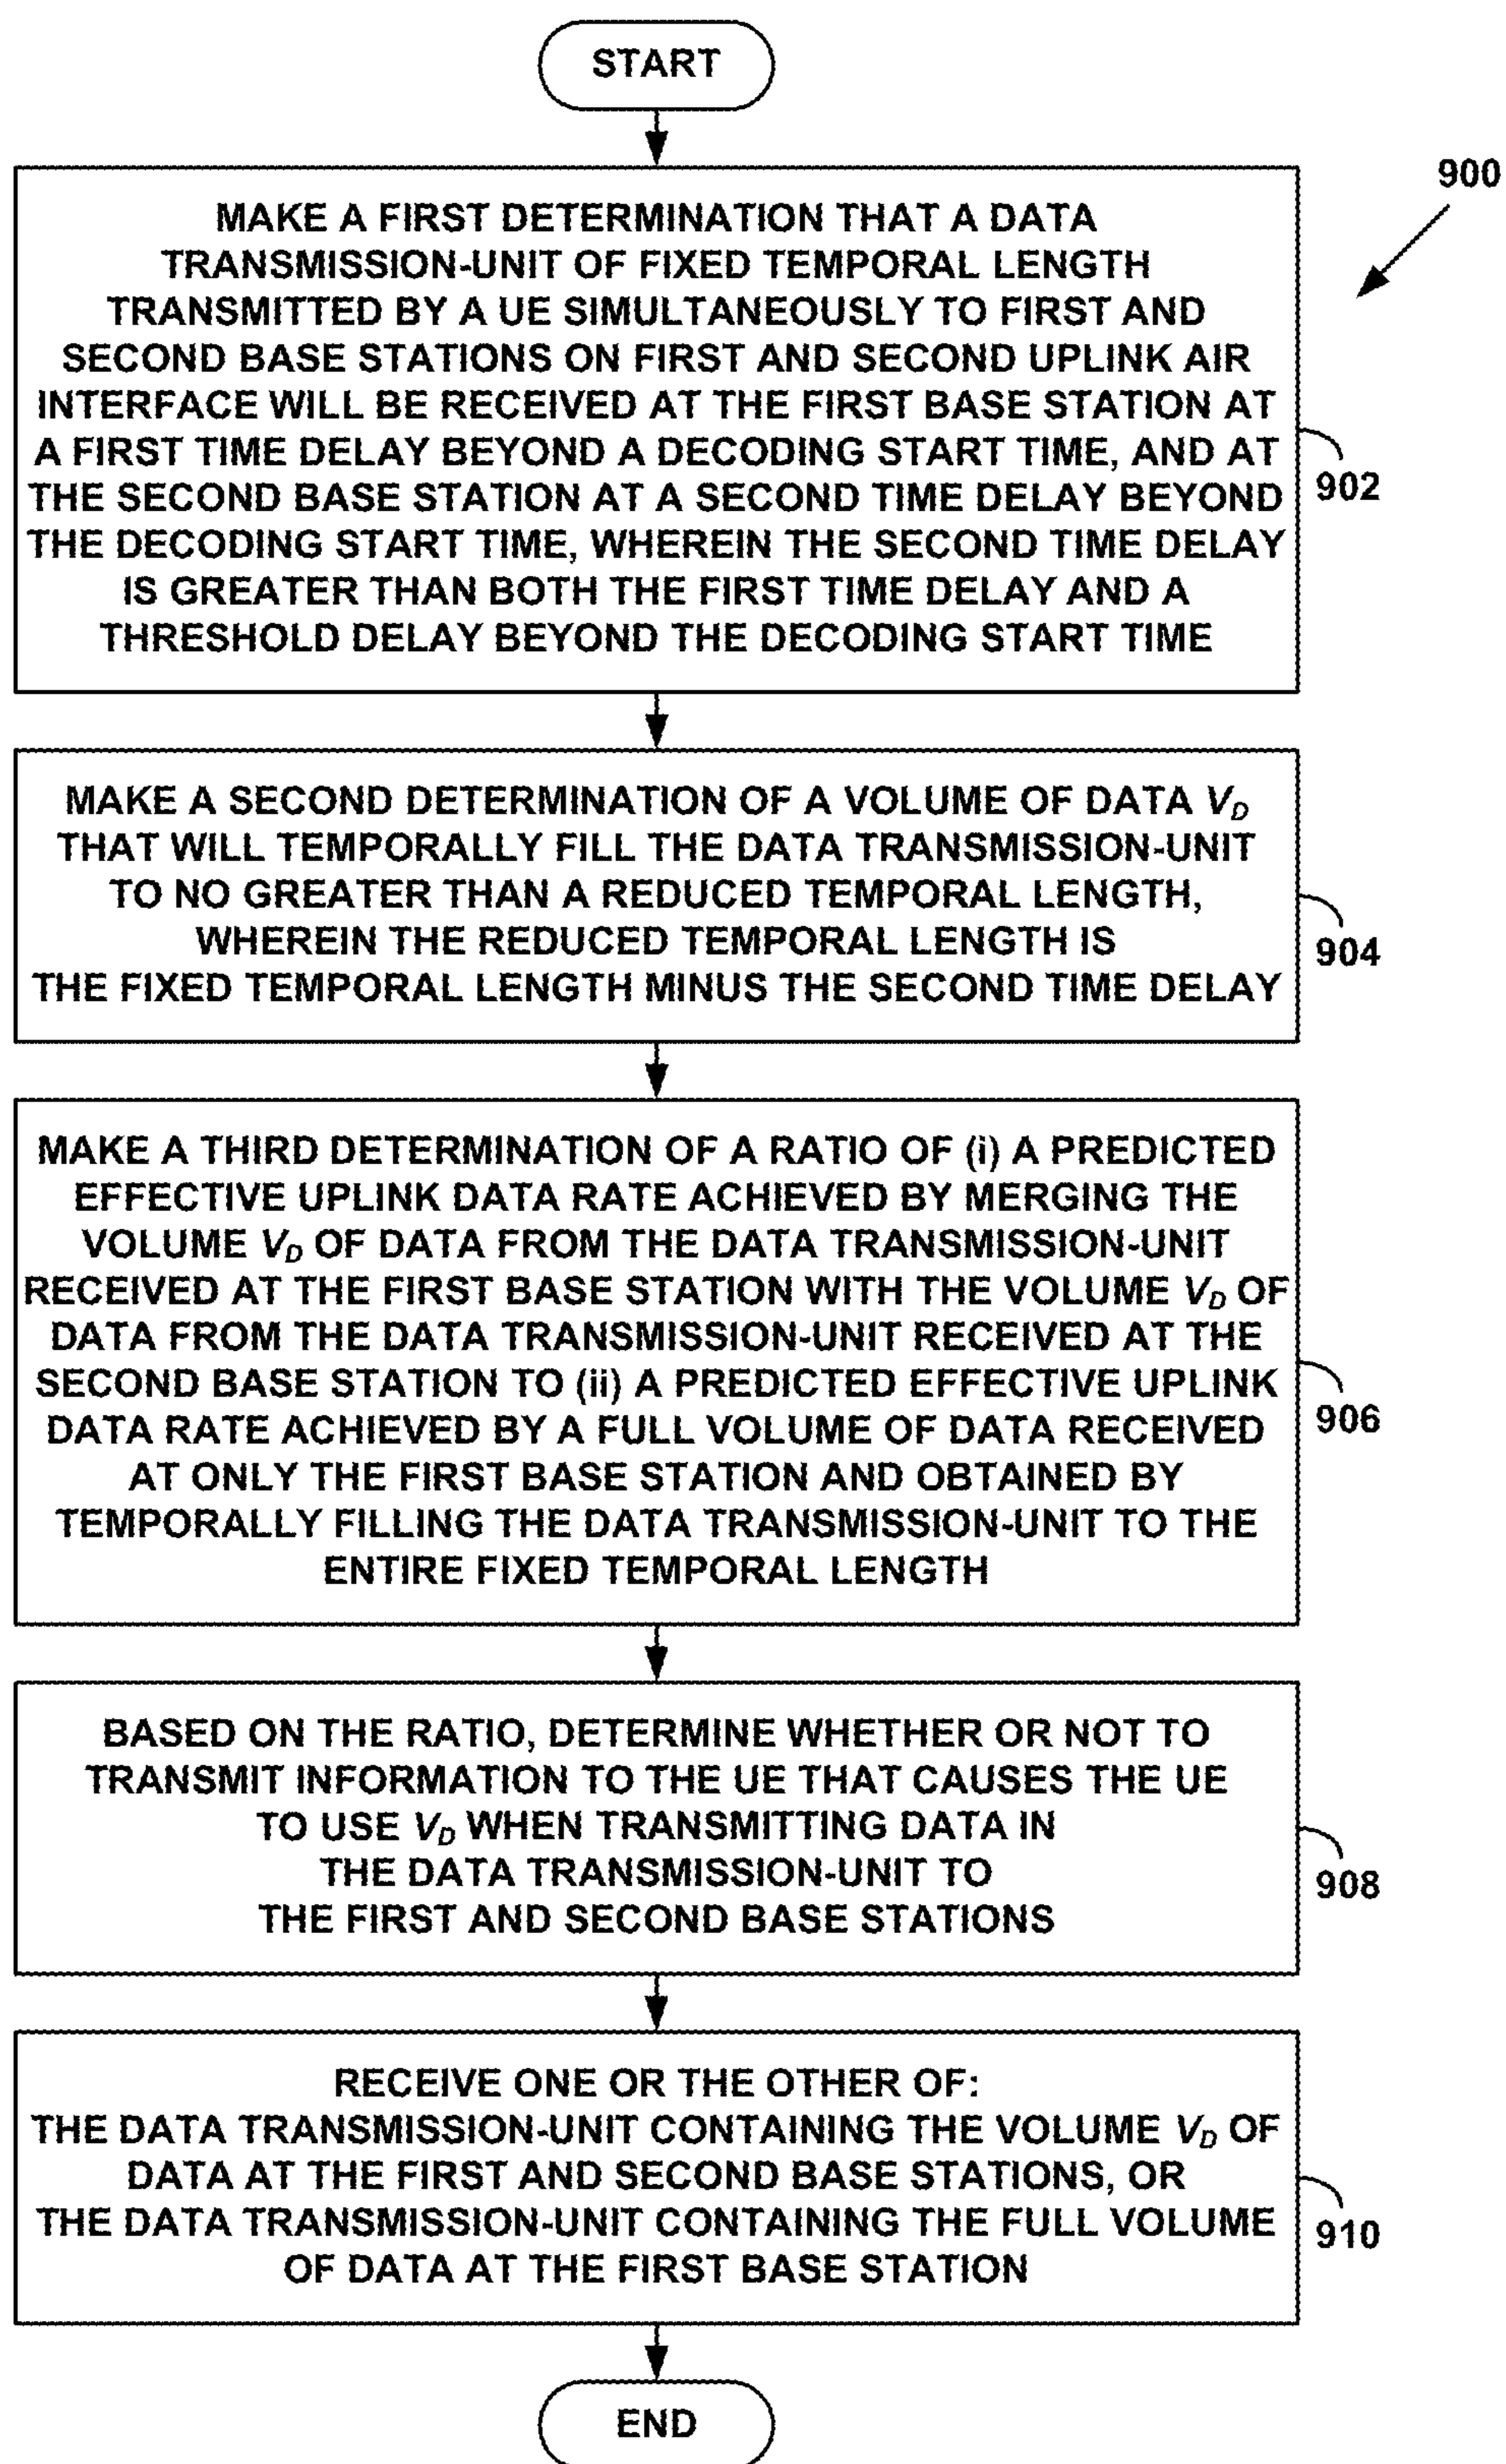 START
900
MAKE A FIRST DETERMINATION THAT A DATA
TRANSMISSION-UNIT OF FIXED TEMPORAL LENGTH
TRANSMITTED BY A UE SIMULTANEOUSLY TO FIRST AND
SECOND BASE STATIONS ON FIRST AND SECOND UPLINK AIR
INTERFACE WILL BE RECEIVED AT THE FIRST BASE STATION AT
A FIRST TIME DELAY BEYOND A DECODING START TIME, AND AT
THE SECOND BASE STATION AT A SECOND TIME DELAY BEYOND
THE DECODING START TIME, WHEREIN THE SECOND TIME DELAY
IS GREATER THAN BOTH THE FIRST TIME DELAY AND A
THRESHOLD DELAY BEYOND THE DECODING START TIME
902
MAKE A SECOND DETERMINATION OF A VOLUME OF DATA VD
THAT WILL TEMPORALLY FILL THE DATA TRANSMISSION-UNIT
TO NO GREATER THAN A REDUCED TEMPORAL LENGTH,
WHEREIN THE REDUCED TEMPORAL LENGTH IS
THE FIXED TEMPORAL LENGTH MINUS THE SECOND TIME DELAY
904
MAKE A THIRD DETERMINATION OF A RATIO OF (i) A PREDICTED
EFFECTIVE UPLINK DATA RATE ACHIEVED BY MERGING THE
VOLUME VD OF DATA FROM THE DATA TRANSMISSION-UNIT
RECEIVED AT THE FIRST BASE STATION WITH THE VOLUME VD OF
DATA FROM THE DATA TRANSMISSION-UNIT RECEIVED AT THE
SECOND BASE STATION TO (ii) A PREDICTED EFFECTIVE UPLINK
DATA RATE ACHIEVED BY A FULL VOLUME OF DATA RECEIVED
AT ONLY THE FIRST BASE STATION AND OBTAINED BY
TEMPORALLY FILLING THE DATA TRANSMISSION-UNIT TO THE
ENTIRE FIXED TEMPORAL LENGTH
906
BASED ON THE RATIO, DETERMINE WHETHER OR NOT TO
TRANSMIT INFORMATION TO THE UE THAT CAUSES THE UE
TO USE VD WHEN TRANSMITTING DATA IN
THE DATA TRANSMISSION-UNIT TO
THE FIRST AND SECOND BASE STATIONS
908
RECEIVE ONE OR THE OTHER OF:
THE DATA TRANSMISSION-UNIT CONTAINING THE VOLUME VD OF
DATA AT THE FIRST AND SECOND BASE STATIONS, OR
THE DATA TRANSMISSION-UNIT CONTAINING THE FULL VOLUME
OF DATA AT THE FIRST BASE STATION
910
END